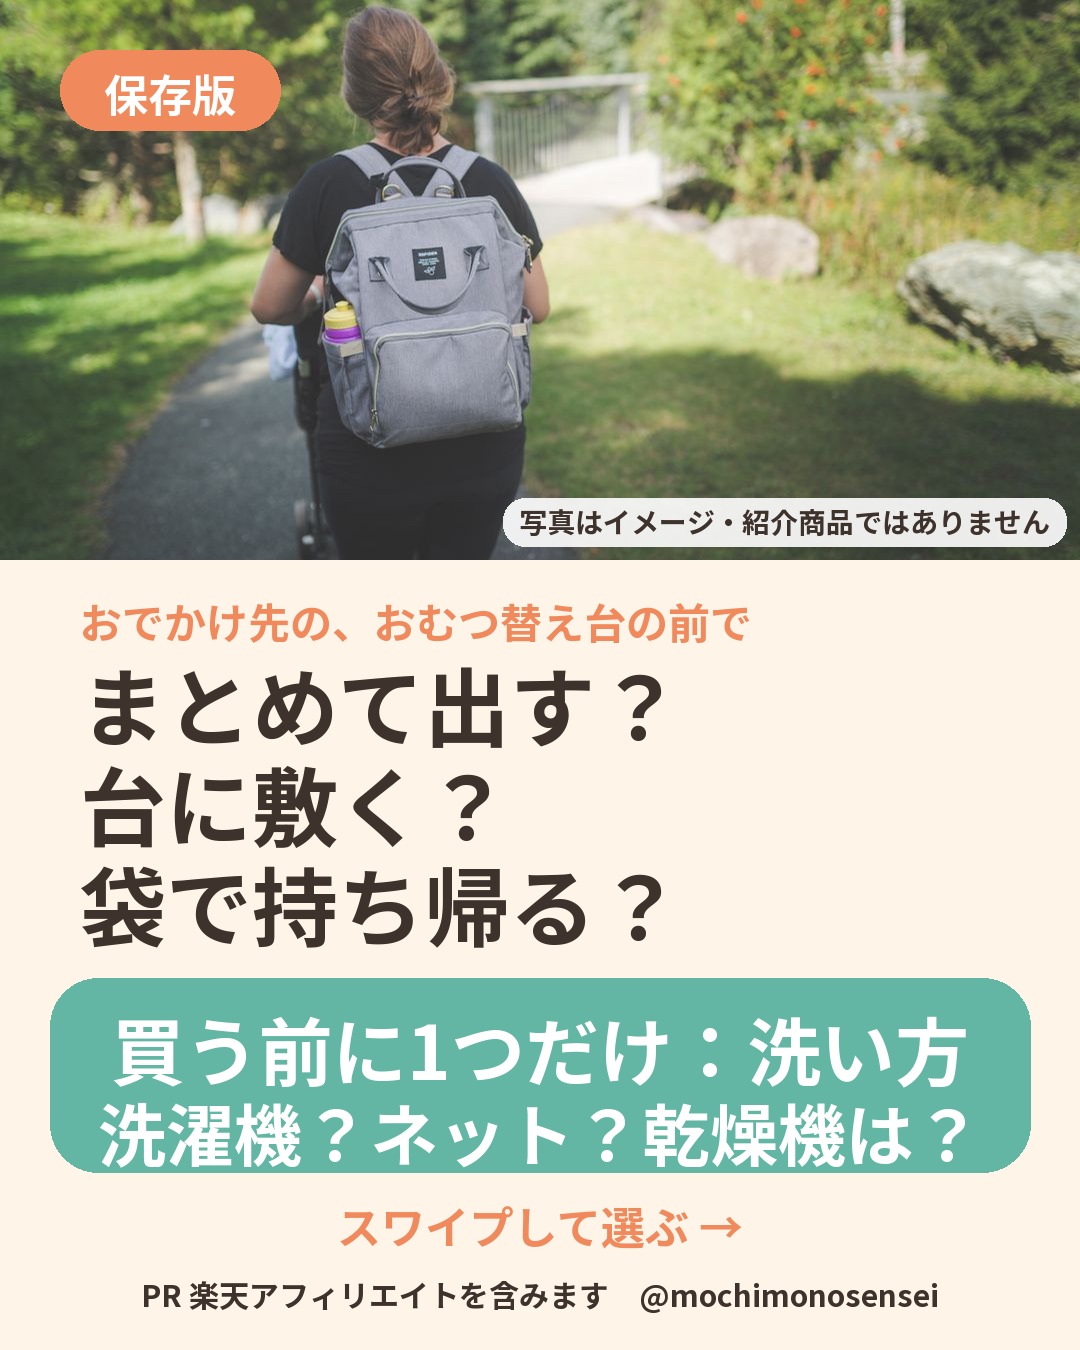 保存版
写真はイメージ・紹介商品ではありません
おでかけ先の、おむつ替え台の前で
まとめて出す？
台に敷く？
袋で持ち帰る？
買う前に1つだけ：洗い方
洗濯機？ネット？乾燥機は？
スワイプして選ぶ→
PR 楽天アフィリエイトを含みます　@mochimonosensei